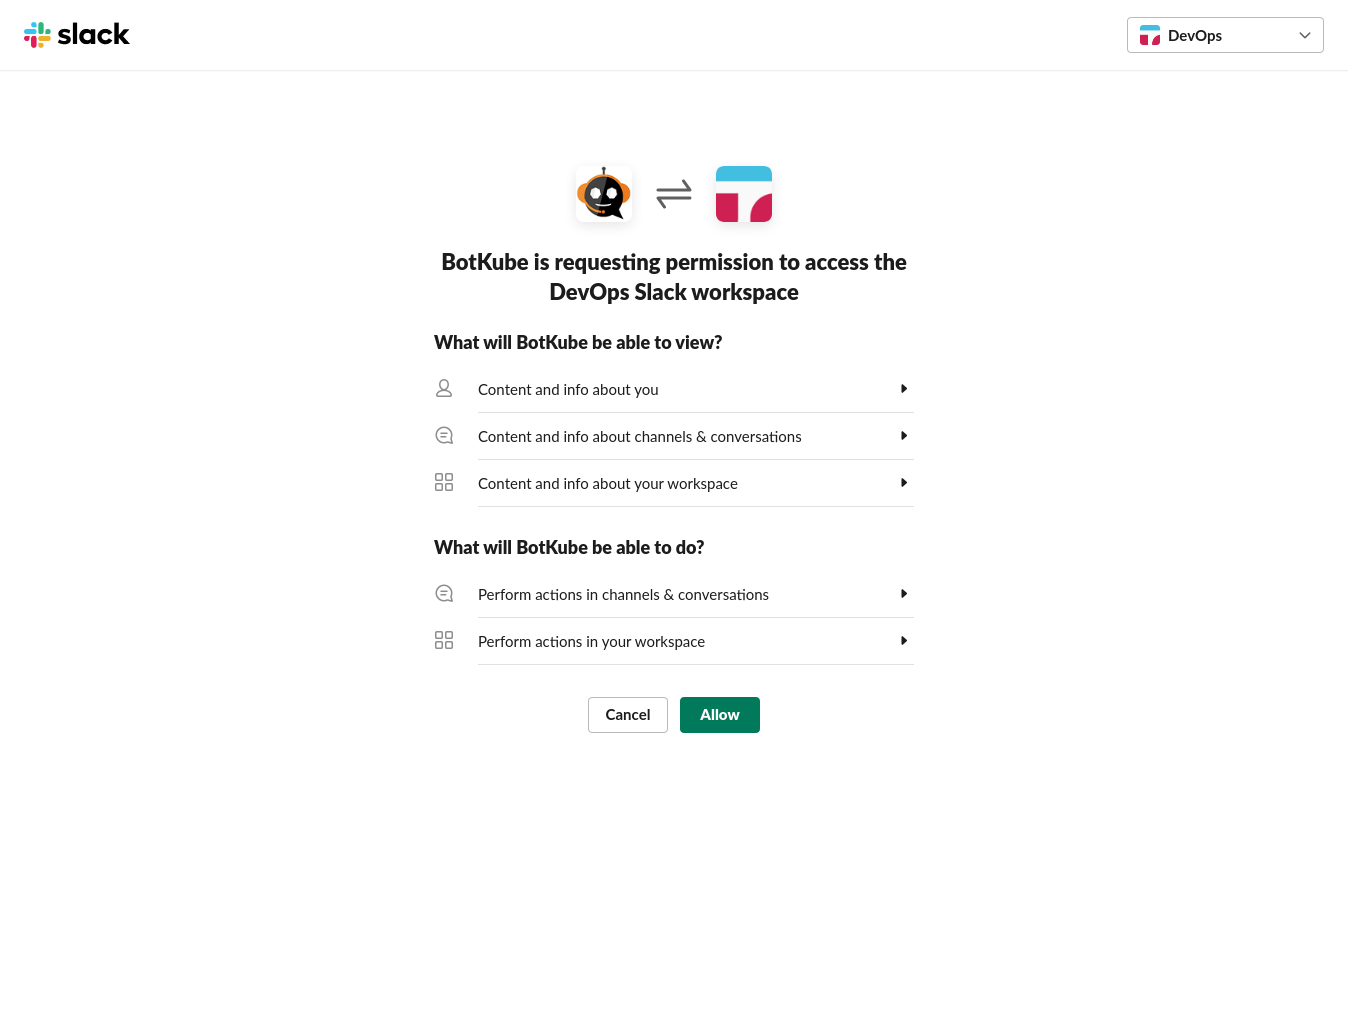 slack
DevOps
BotKube is requesting permission to access the
DevOps Slack workspace
What will BotKube be able to view?
Content and info about you
Content and info about channels & conversations
Content and info about your workspace
What will BotKube be able to do?
Perform actions in channels & conversations
Perform actions in your workspace
Cancel
Allow